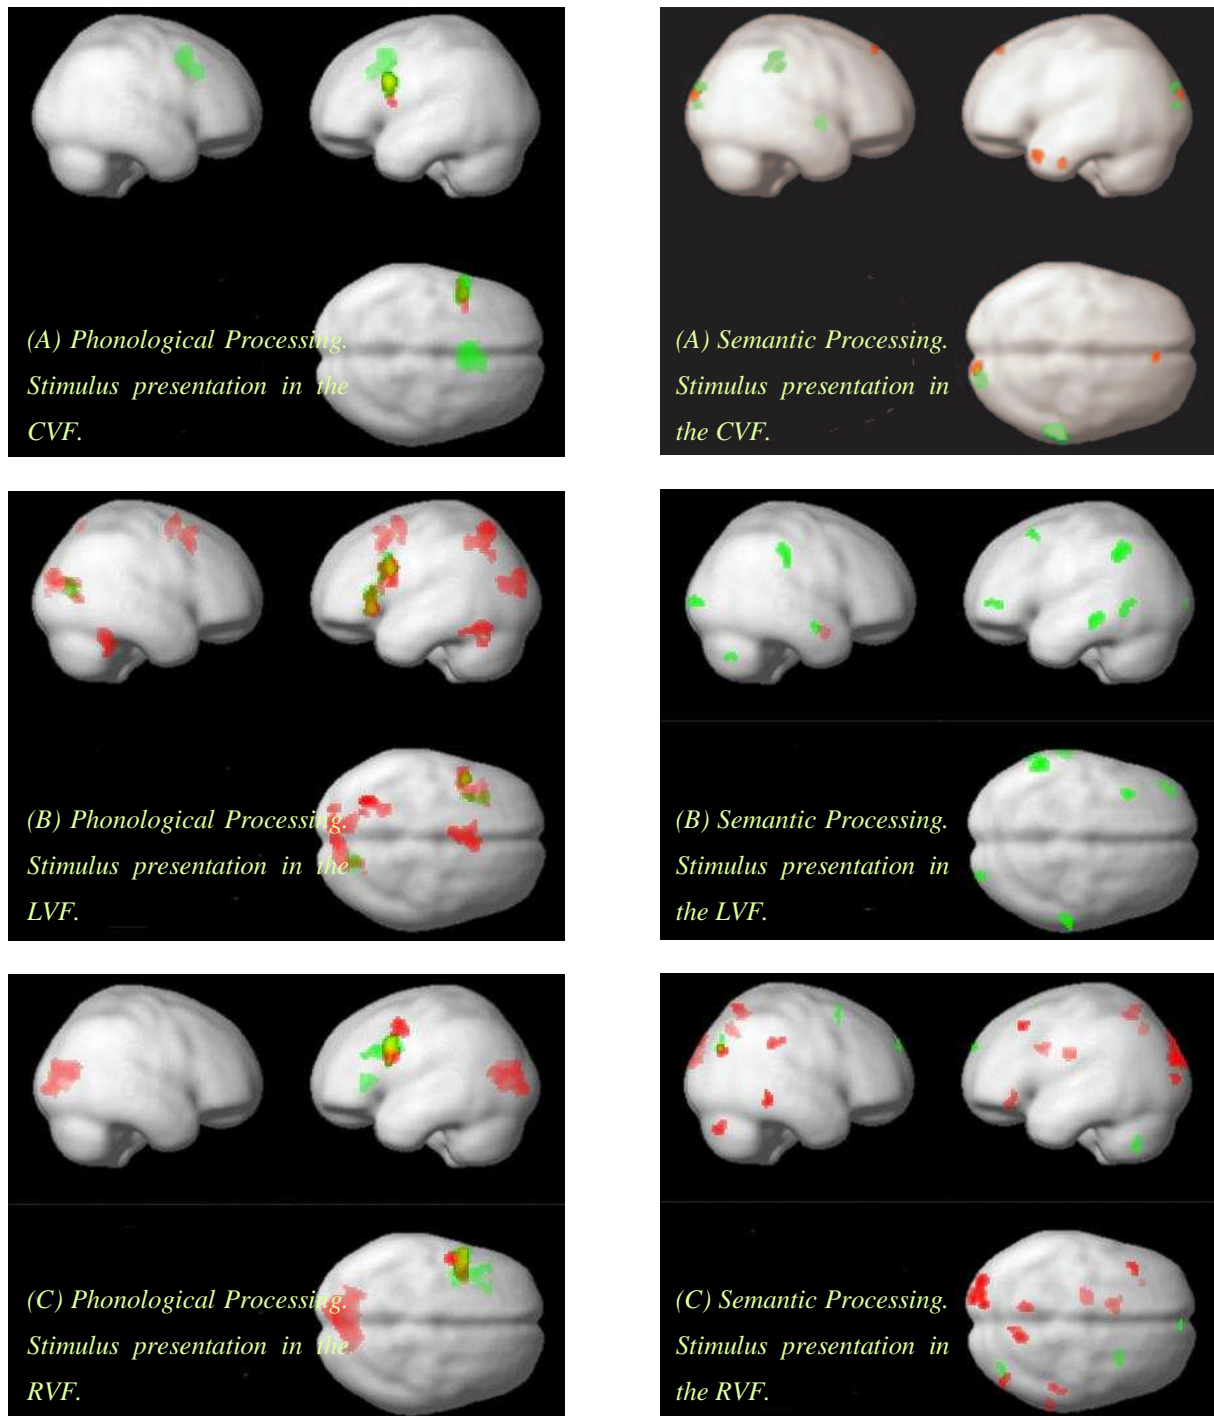 (A) Phonological Processing.
Stimulus presentation in the
CVF.
(A) Semantic Processing.
Stimulus presentation in
the CVF.
(B) Phonological Processing.
Stimulus presentation in the
LVF.
(B) Semantic Processing.
Stimulus presentation in
the LVF.
(C) Phonological Processing.
Stimulus presentation in the
RVF.
(C) Semantic Processing.
Stimulus presentation in
the RVF.